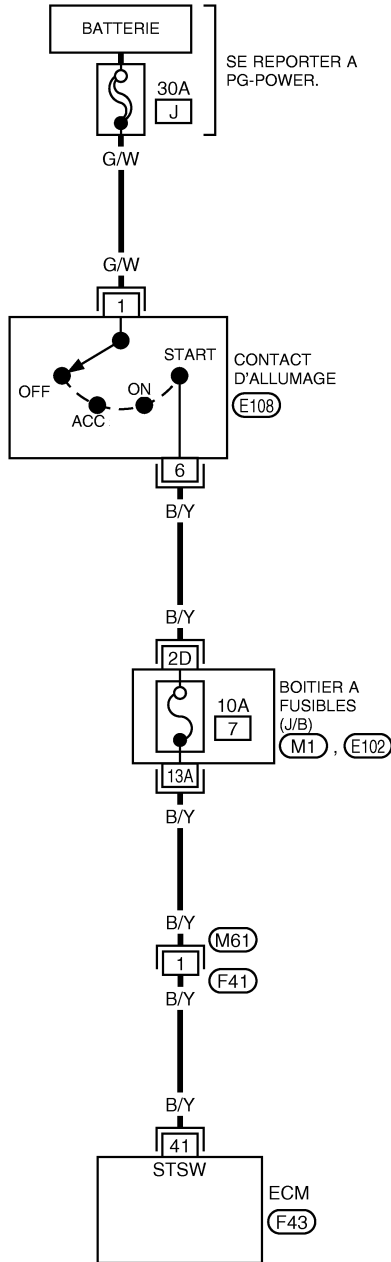 BATTERIE
SE REPORTER A
PG-POWER.
30A
J
G/W
G/W
1
START
OFF
ON
ACC
CONTACT
D'ALLUMAGE
E108
6
B/Y
B/Y
2D
BOITIER A
FUSIBLES
(J/B)
10A
7
M1 , E102
13A
B/Y
B/Y
M61
1
F41
B/Y
B/Y
41
STSW
ECM
F43